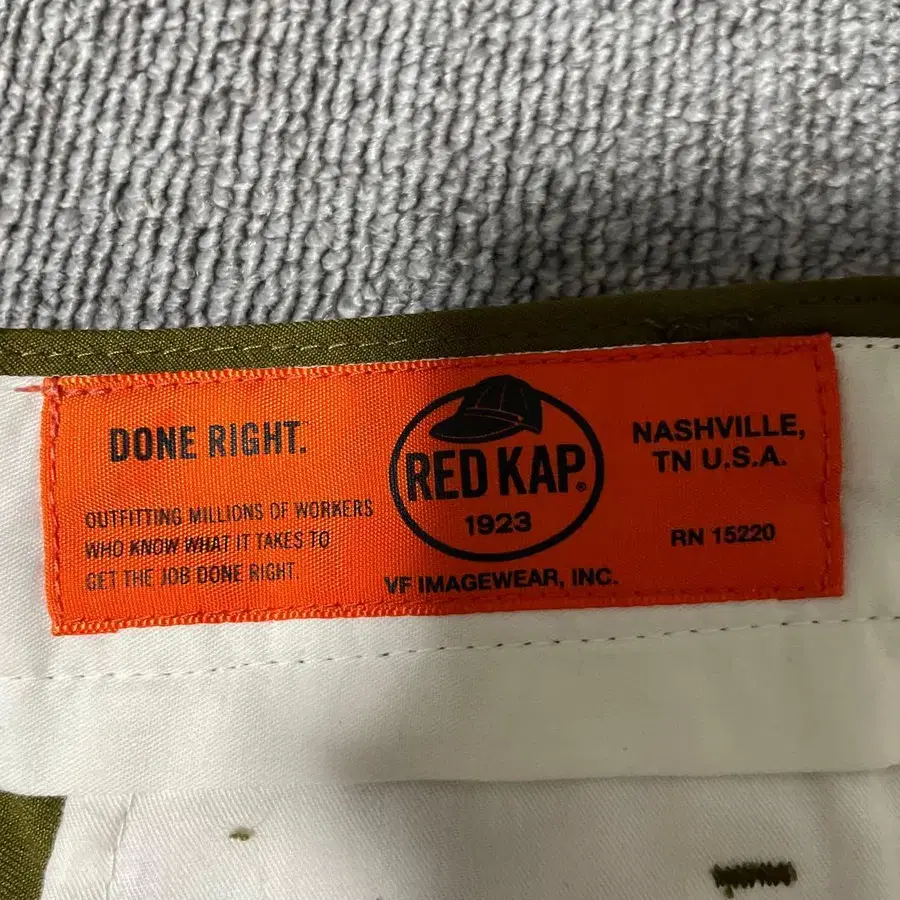 DONE RIGHT.
OUTFITTING MILLIONS OF WORKERS
WHO KNOW WHAT IT TAKES TO
GET THE JOB DONE RIGHT.
RED KAP®
1923
VF IMAGEWEAR, INC.
NASHVILLE,
TN U.S.A.
RN 15220